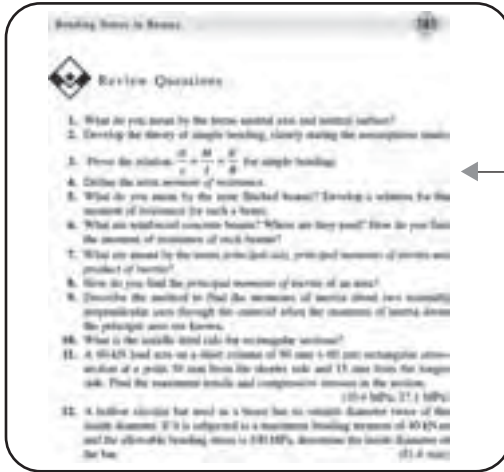 Bending Stress in Beams 183
Review Questions
1. What do you mean by the terms neutral axis and neutral surface?
2. Develop the theory of simple bending, clearly stating the assumptions made.
3. Prove the relation, σ/y = M/I = E/R for simple bending.
4. Define the term moment of resistance.
5. What do you mean by the term flitched beams? Develop a relation for the
moment of resistance for such a beam.
6. What are reinforced concrete beams? Where are they used? How do you find
the moment of resistance of such beams?
7. What are meant by the terms principal axis, principal moments of inertia and
product of inertia?
8. How do you find the principal moments of inertia of an area?
9. Describe the method to find the moments of inertia about two mutually
perpendicular axes through the centroid when the moments of inertia about
the principal axes are known.
10. What is the middle third rule for rectangular sections?
11. A load acts on a short column of 90 mm × 60 mm rectangular cross-
section at a point from the shorter side and from the longer
side. Find the maximum tensile and compressive stresses in the section.
12. A hollow circular bar used as a beam has its outside diameter twice of the
inside diameter. If it is subjected to a maximum bending moment of 40 kN m
and the allowable bending stress is 100 MPa, determine the inside diameter of
the bar.